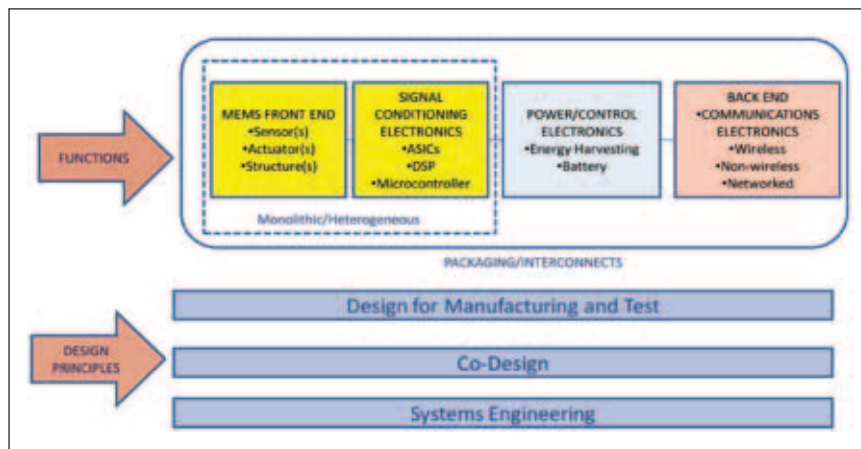 FUNCTIONS
MEMS FRONT END
•Sensor(s)
•Actuator(s)
•Structure(s)
SIGNAL
CONDITIONING
ELECTRONICS
•ASICs
•DSP
•Microcontroller
POWER/CONTROL
ELECTRONICS
•Energy Harvesting
•Battery
BACK END
•COMMUNICATIONS
ELECTRONICS
•Wireless
•Non-wireless
•Networked
Monolithic/Heterogeneous
PACKAGING/INTERCONNECTS
DESIGN
PRINCIPLES
Design for Manufacturing and Test
Co-Design
Systems Engineering